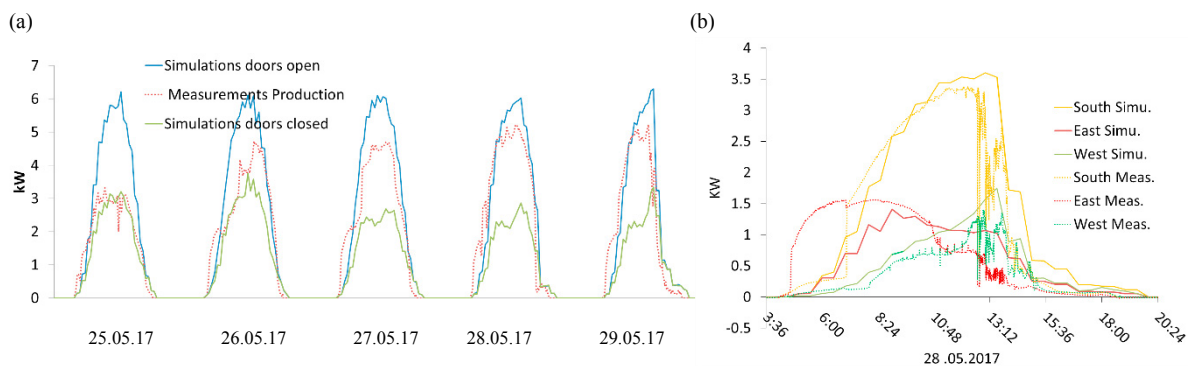 (a)
Simulations doors open
Measurements Production
Simulations doors closed
7
6
5
4
3
2
1
0
kW
25.05.17
26.05.17
27.05.17
28.05.17
29.05.17
(b)
4
3.5
3
2.5
2
1.5
1
0.5
0
-0.5
KW
South Simu.
East Simu.
West Simu.
South Meas.
East Meas.
West Meas.
3:36
6:00
8:24
10:48
13:12
15:36
18:00
20:24
28 .05.2017